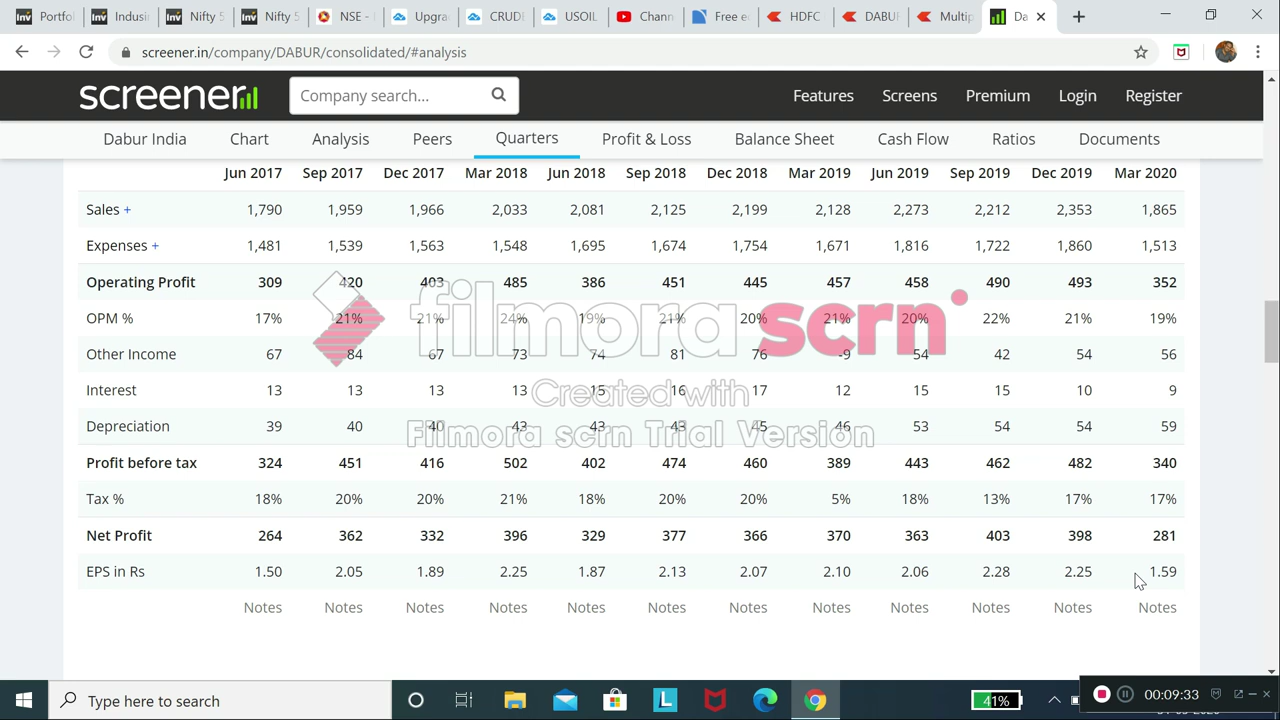 Portfo Indusi Nifty 5 Nifty 5 NSE - Upgra CRUDE USOIL Chann Free ec HDFC DABUR Multip Da
screener.in/company/DABUR/consolidated/#analysis
screener Company search... Features Screens Premium Login Register
Dabur India Chart Analysis Peers Quarters Profit & Loss Balance Sheet Cash Flow Ratios Documents
Jun 2017 Sep 2017 Dec 2017 Mar 2018 Jun 2018 Sep 2018 Dec 2018 Mar 2019 Jun 2019 Sep 2019 Dec 2019 Mar 2020
Sales + 1,790 1,959 1,966 2,033 2,081 2,125 2,199 2,128 2,273 2,212 2,353 1,865
Expenses + 1,481 1,539 1,563 1,548 1,695 1,674 1,754 1,671 1,816 1,722 1,860 1,513
Operating Profit 309 420 403 485 386 451 445 457 458 490 493 352
OPM % 17% 21% 21% 24% 19% 21% 20% 21% 20% 22% 21% 19%
filmora scrn
Other Income 67 84 67 73 74 81 76 -9 54 42 54 56
Interest 13 13 13 13 15 16 17 12 15 15 10 9
Created with
Depreciation 39 40 40 43 43 43 45 46 53 54 54 59
Filmora scrn Trial Version
Profit before tax 324 451 416 502 402 474 460 389 443 462 482 340
Tax % 18% 20% 20% 21% 18% 20% 20% 5% 18% 13% 17% 17%
Net Profit 264 362 332 396 329 377 366 370 363 403 398 281
EPS in Rs 1.50 2.05 1.89 2.25 1.87 2.13 2.07 2.10 2.06 2.28 2.25 1.59
Notes Notes Notes Notes Notes Notes Notes Notes Notes Notes Notes Notes
Type here to search 41% 00:09:33